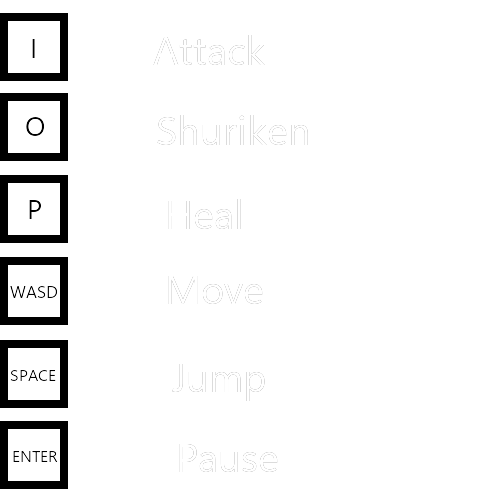 I Attack
O Shuriken
P Heal
WASD Move
SPACE Jump
ENTER Pause